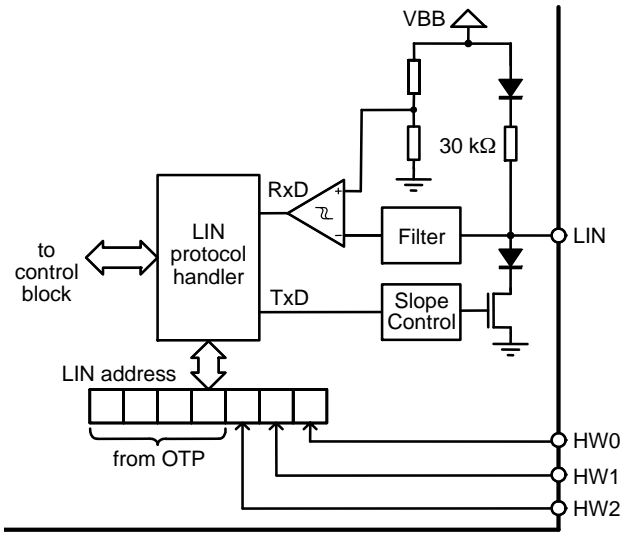 VBB
30 kΩ
RxD
+
−
LIN
protocol
handler
to
control
block
Filter
LIN
TxD
Slope
Control
LIN address
from OTP
HW0
HW1
HW2